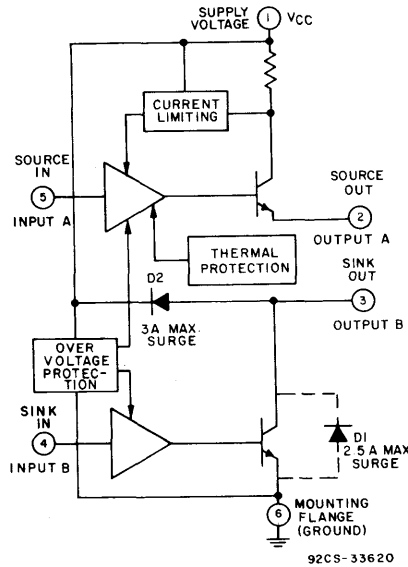 SUPPLY
VOLTAGE
1
VCC
CURRENT
LIMITING
SOURCE
IN
5
INPUT A
SOURCE
OUT
2
OUTPUT A
THERMAL
PROTECTION
SINK
OUT
3
OUTPUT B
D2
3A MAX.
SURGE
OVER
VOLTAGE
PROTEC-
TION
SINK
IN
4
INPUT B
D1
2.5 A MAX
SURGE
6
MOUNTING
FLANGE
(GROUND)
92CS-33620